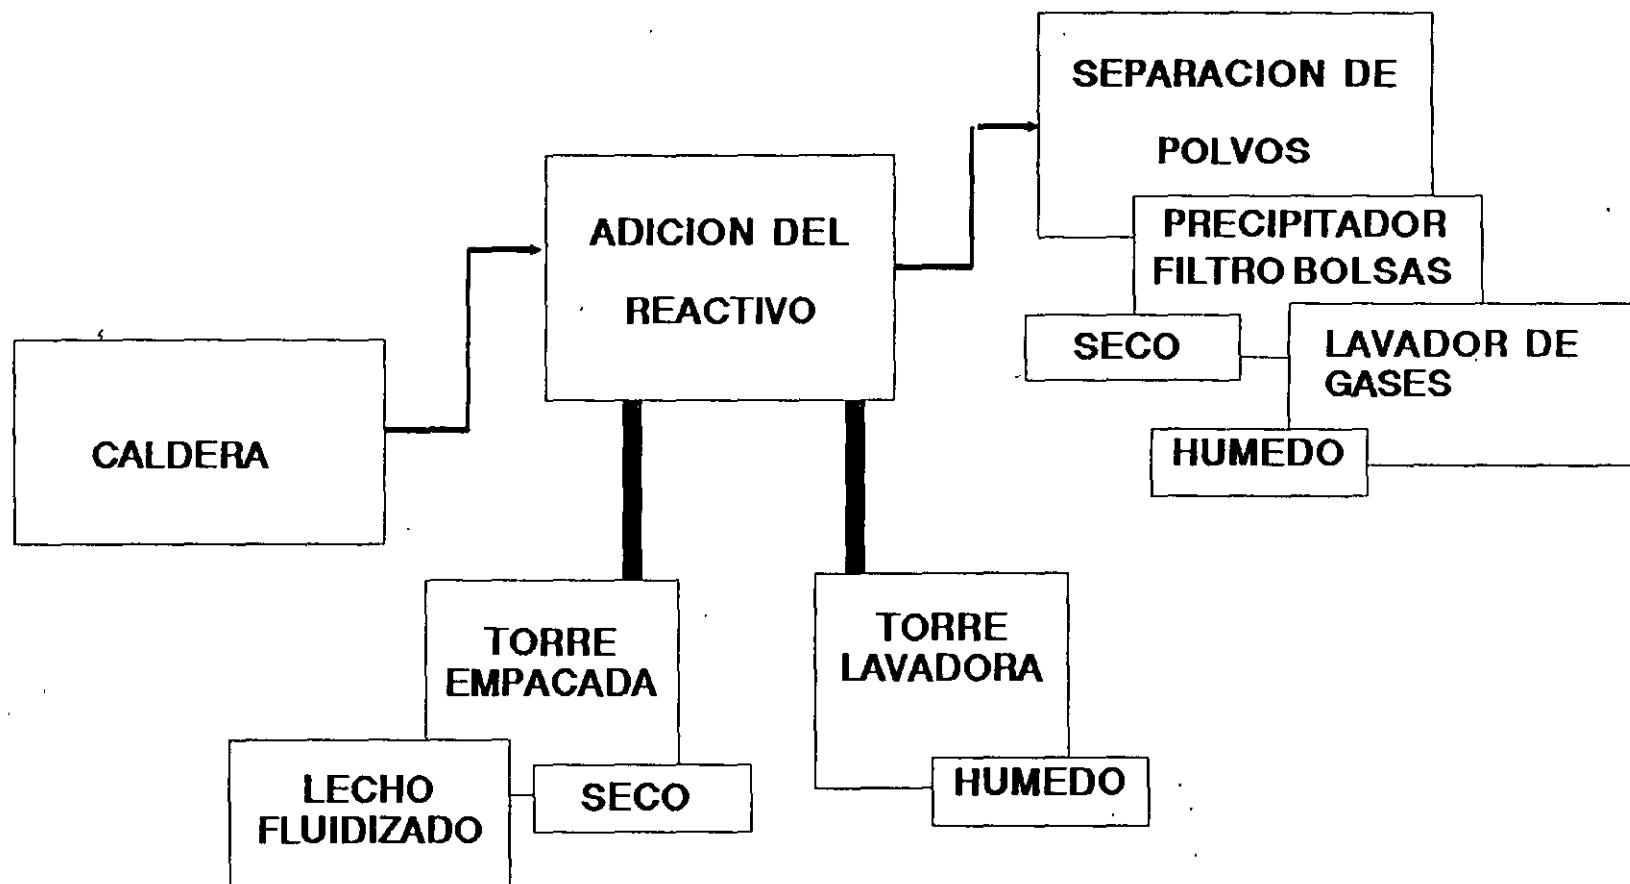 SEPARACION DE
POLVOS
PRECIPITADOR
FILTRO BOLSAS
SECO
LAVADOR DE
GASES
HUMEDO
ADICION DEL
REACTIVO
CALDERA
TORRE
EMPACADA
LECHO
FLUIDIZADO
SECO
TORRE
LAVADORA
HUMEDO